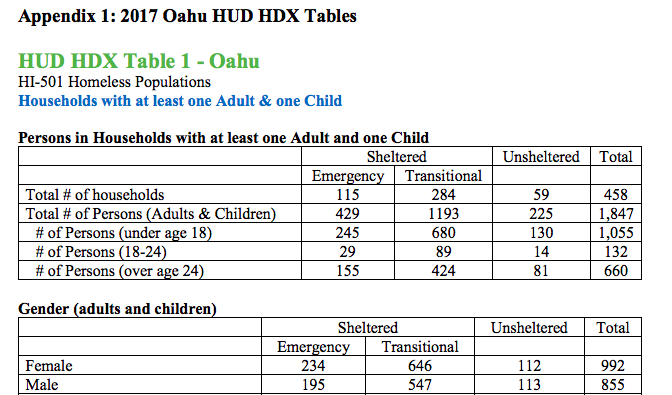 Appendix 1: 2017 Oahu HUD HDX Tables
HUD HDX Table 1 - Oahu
HI-501 Homeless Populations
Households with at least one Adult & one Child
Persons in Households with at least one Adult and one Child
Sheltered Unsheltered Total
Emergency Transitional
Total # of households 115 284 59 458
Total # of Persons (Adults & Children) 429 1193 225 1,847
# of Persons (under age 18) 245 680 130 1,055
# of Persons (18-24) 29 89 14 132
# of Persons (over age 24) 155 424 81 660
Gender (adults and children)
Sheltered Unsheltered Total
Emergency Transitional
Female 234 646 112 992
Male 195 547 113 855